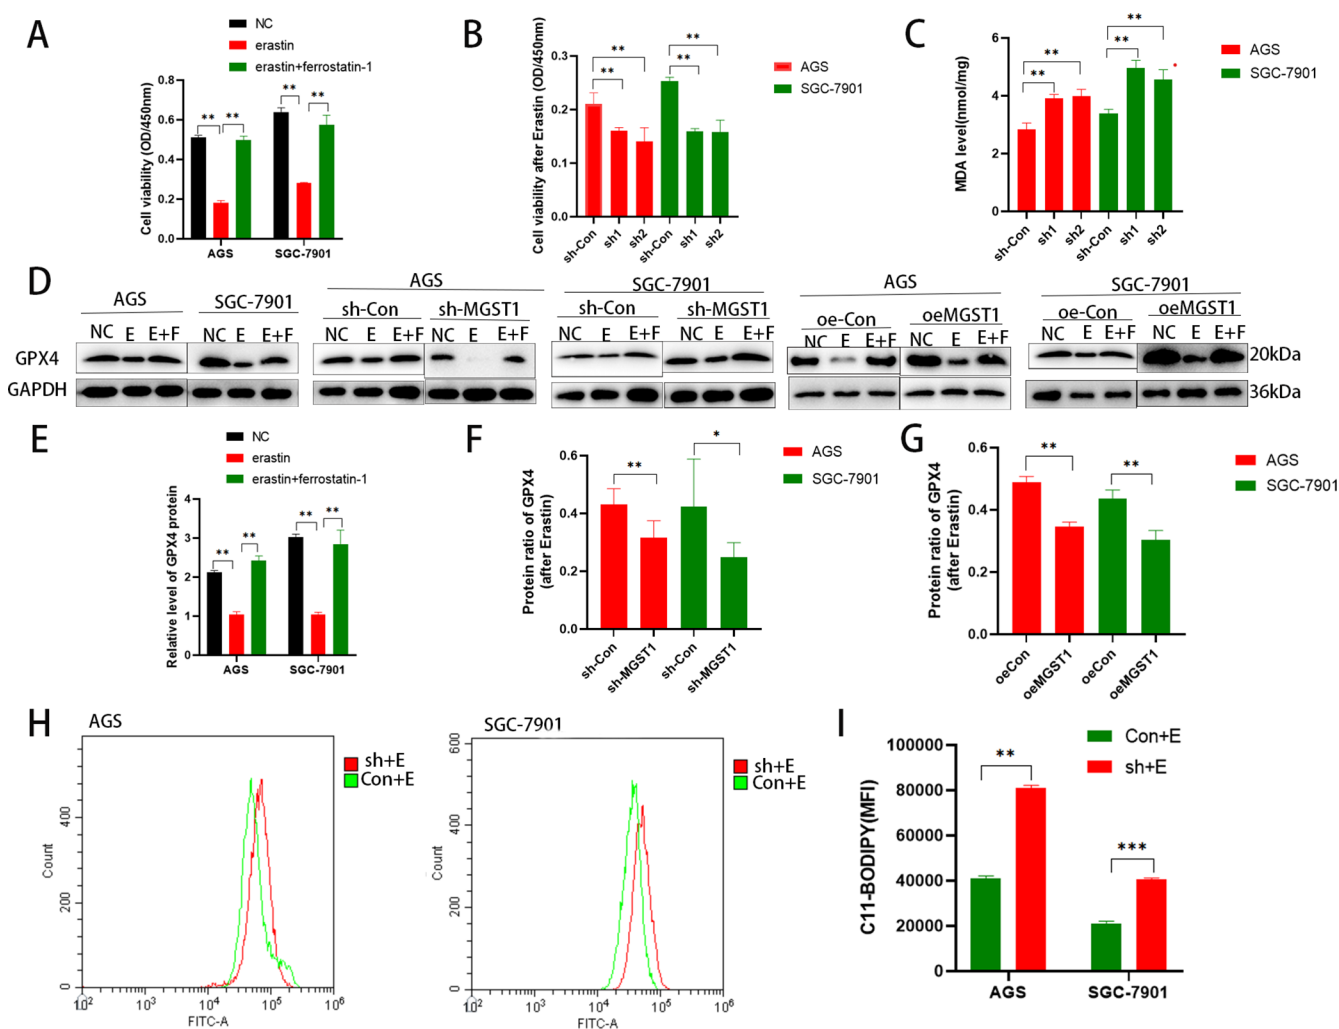 A
NC
erastin
erastin+ferrostatin-1
Cell viability (OD/450nm)
0.8
0.6
0.4
0.2
0.0
** ** ** **
AGS SGC-7901
B
Cell viability after Erastin (OD/450nm)
0.3
0.2
0.1
0.0
** ** ** **
sh-Con sh1 sh2 sh-Con sh1 sh2
AGS
SGC-7901
C
MDA level(nmol/mg)
6
4
2
0
** ** ** **
sh-Con sh1 sh2 sh-Con sh1 sh2
AGS
SGC-7901
D
AGS SGC-7901 AGS SGC-7901 AGS SGC-7901
sh-Con sh-MGST1 sh-Con sh-MGST1 oe-Con oeMGST1 oe-Con oeMGST1
NC E E+F NC E E+F NC E E+F NC E E+F NC E E+F NC E E+F NC E E+F NC E E+F NC E E+F NC E E+F
GPX4 20kDa
GAPDH 36kDa
E
NC
erastin
erastin+ferrostatin-1
Relative level of GPX4 protein
4
3
2
1
0
** ** ** **
AGS SGC-7901
F
Protein ratio of GPX4
(after Erastin)
0.6
0.4
0.2
0.0
** *
sh-Con sh-MGST1 sh-Con sh-MGST1
AGS
SGC-7901
G
Protein ratio of GPX4
(after Erastin)
0.6
0.4
0.2
0.0
** **
oeCon oeMGST1 oeCon oeMGST1
AGS
SGC-7901
H
AGS
sh+E
Con+E
Count
400
200
0
10² 10³ 10⁴ 10⁵ 10⁶
FITC-A
SGC-7901
sh+E
Con+E
Count
600
400
200
0
10² 10³ 10⁴ 10⁵ 10⁶
FITC-A
I
Con+E
sh+E
C11-BODIPY(MFI)
100000
80000
60000
40000
20000
0
** ***
AGS SGC-7901